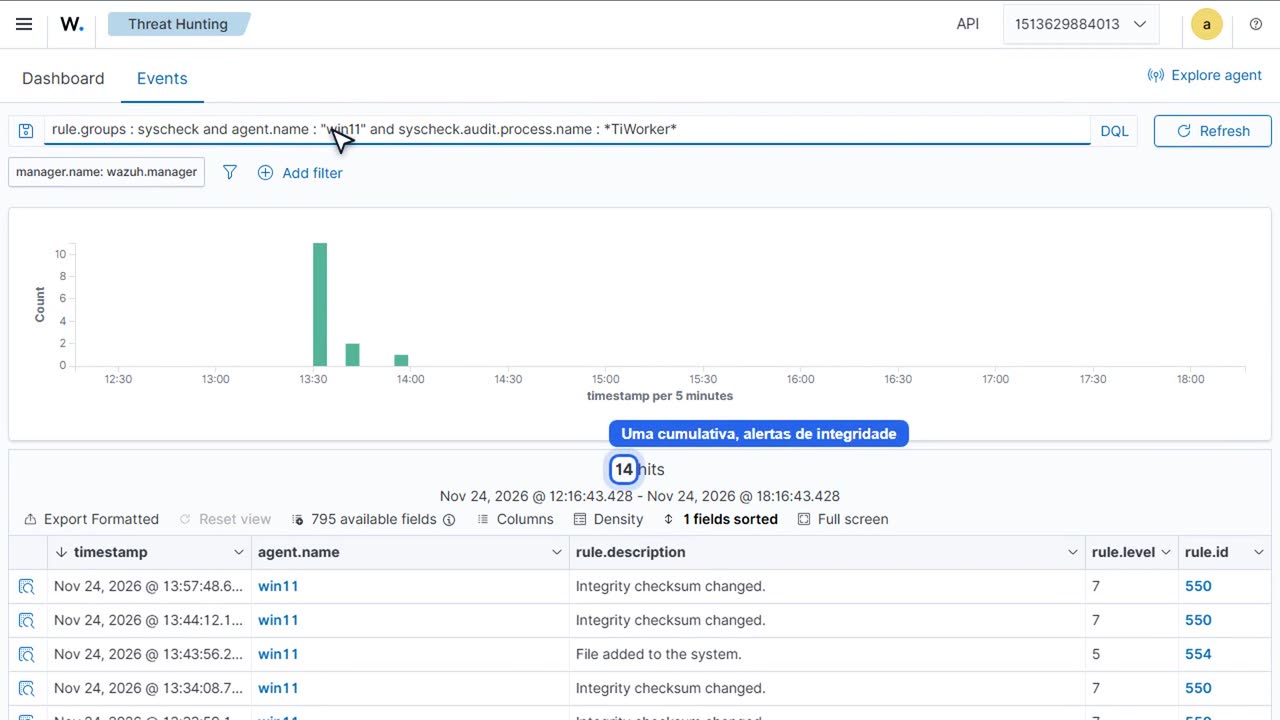 W. Threat Hunting API 1513629884013 a
Dashboard Events Explore agent
rule.groups : syscheck and agent.name : "win11" and syscheck.audit.process.name : *TiWorker* DQL Refresh
manager.name: wazuh.manager Add filter
Count
10
8
6
4
2
0
12:30 13:00 13:30 14:00 14:30 15:00 15:30 16:00 16:30 17:00 17:30 18:00
timestamp per 5 minutes
Uma cumulativa, alertas de integridade
14 hits
Nov 24, 2026 @ 12:16:43.428 - Nov 24, 2026 @ 18:16:43.428
Export Formatted Reset view 795 available fields Columns Density 1 fields sorted Full screen
timestamp agent.name rule.description rule.level rule.id
Nov 24, 2026 @ 13:57:48.6... win11 Integrity checksum changed. 7 550
Nov 24, 2026 @ 13:44:12.1... win11 Integrity checksum changed. 7 550
Nov 24, 2026 @ 13:43:56.2... win11 File added to the system. 5 554
Nov 24, 2026 @ 13:34:08.7... win11 Integrity checksum changed. 7 550